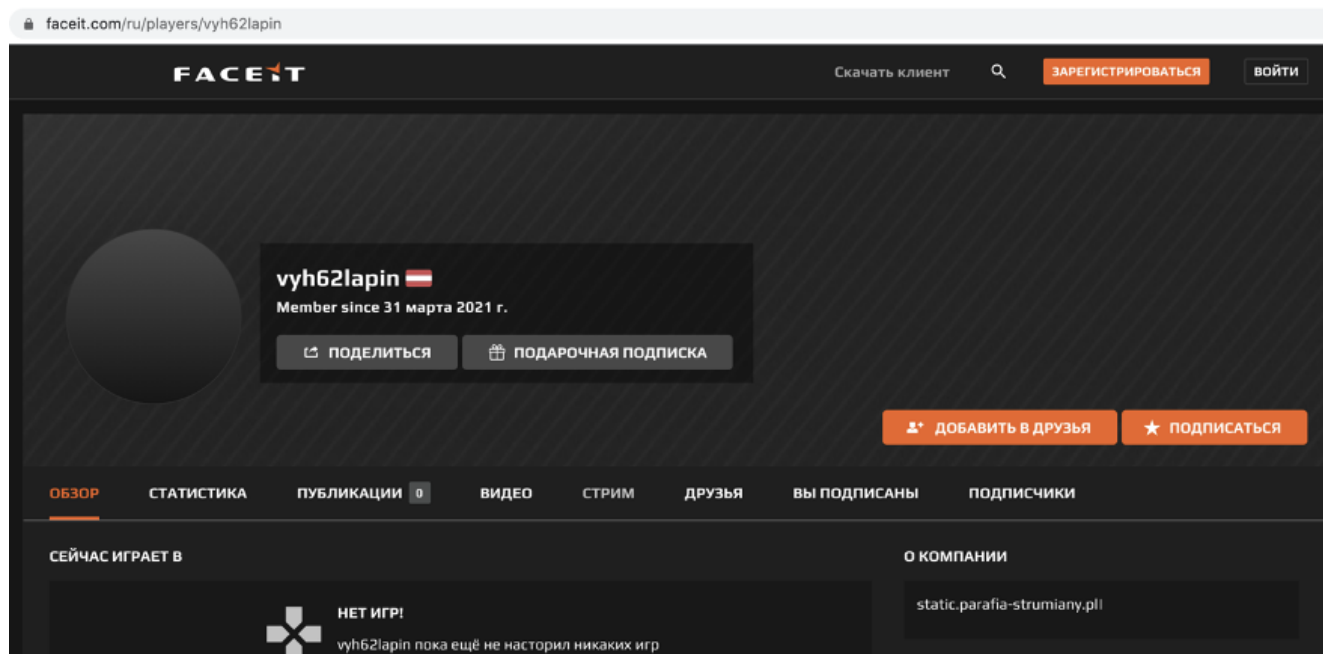 faceit.com/ru/players/vyh62lapin
FACEIT
Скачать клиент
ЗАРЕГИСТРИРОВАТЬСЯ
ВОЙТИ
vyh62lapin
Member since 31 марта 2021 г.
ПОДЕЛИТЬСЯ
ПОДАРОЧНАЯ ПОДПИСКА
ДОБАВИТЬ В ДРУЗЬЯ
ПОДПИСАТЬСЯ
ОБЗОР
СТАТИСТИКА
ПУБЛИКАЦИИ 0
ВИДЕО
СТРИМ
ДРУЗЬЯ
ВЫ ПОДПИСАНЫ
ПОДПИСЧИКИ
СЕЙЧАС ИГРАЕТ В
О КОМПАНИИ
НЕТ ИГР!
vyh62lapin пока ещё не насторил никаких игр
static.parafia-strumiany.pl|